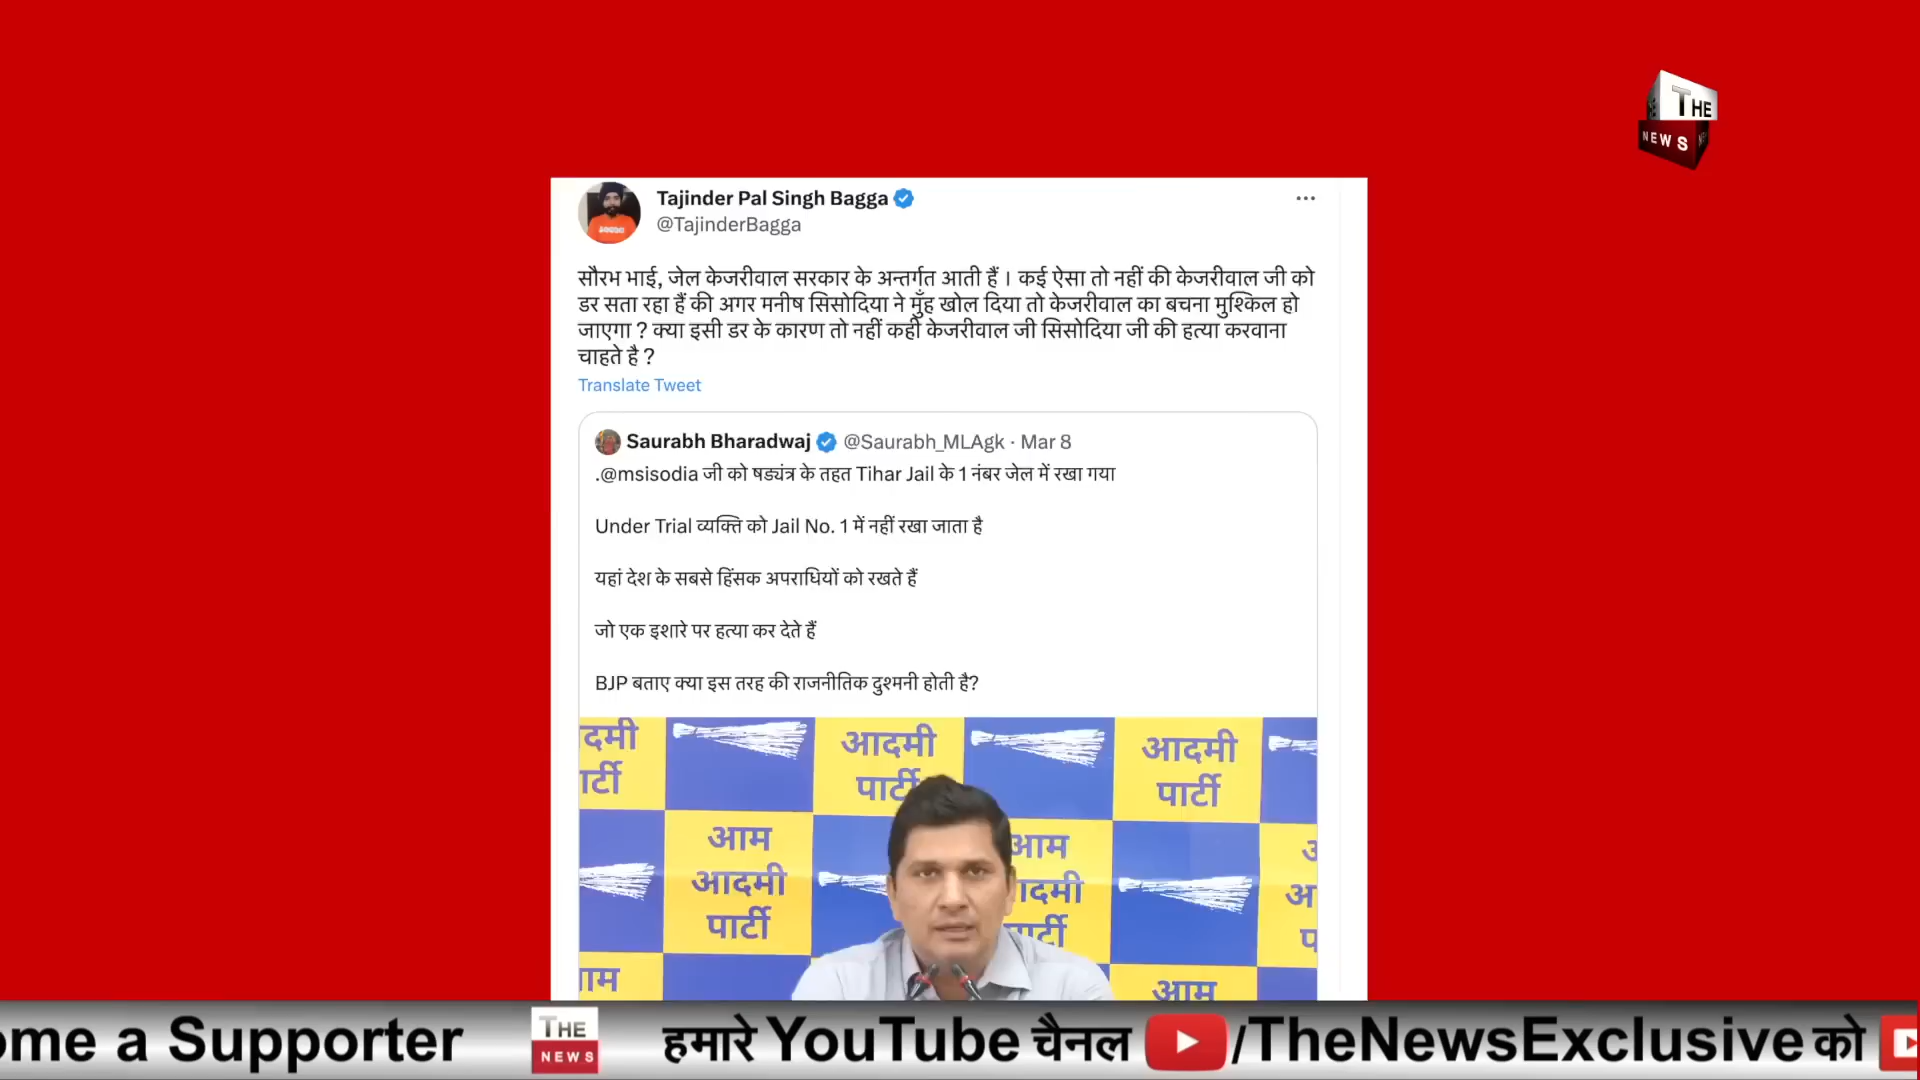 THE
NEWS
Tajinder Pal Singh Bagga
@TajinderBagga
सौरभ भाई, जेल केजरीवाल सरकार के अन्तर्गत आती हैं । कई ऐसा तो नहीं की केजरीवाल जी को
डर सता रहा हैं की अगर मनीष सिसोदिया ने मुँह खोल दिया तो केजरीवाल का बचना मुश्किल हो
जाएगा ? क्या इसी डर के कारण तो नहीं कही केजरीवाल जी सिसोदिया जी की हत्या करवाना
चाहते है ?
Translate Tweet
Saurabh Bharadwaj @Saurabh_MLAgk · Mar 8
.@msisodia जी को षड्यंत्र के तहत Tihar Jail के 1 नंबर जेल में रखा गया
Under Trial व्यक्ति को Jail No. 1 में नहीं रखा जाता है
यहां देश के सबसे हिंसक अपराधियों को रखते हैं
जो एक इशारे पर हत्या कर देते हैं
BJP बताए क्या इस तरह की राजनीतिक दुश्मनी होती है?
आदमी
पार्टी
आदमी
पार्टी
आम
आदमी
पार्टी
आम
पार्टी
आम
ome a Supporter
THE
NEWS
हमारे YouTube चैनल /TheNewsExclusive को